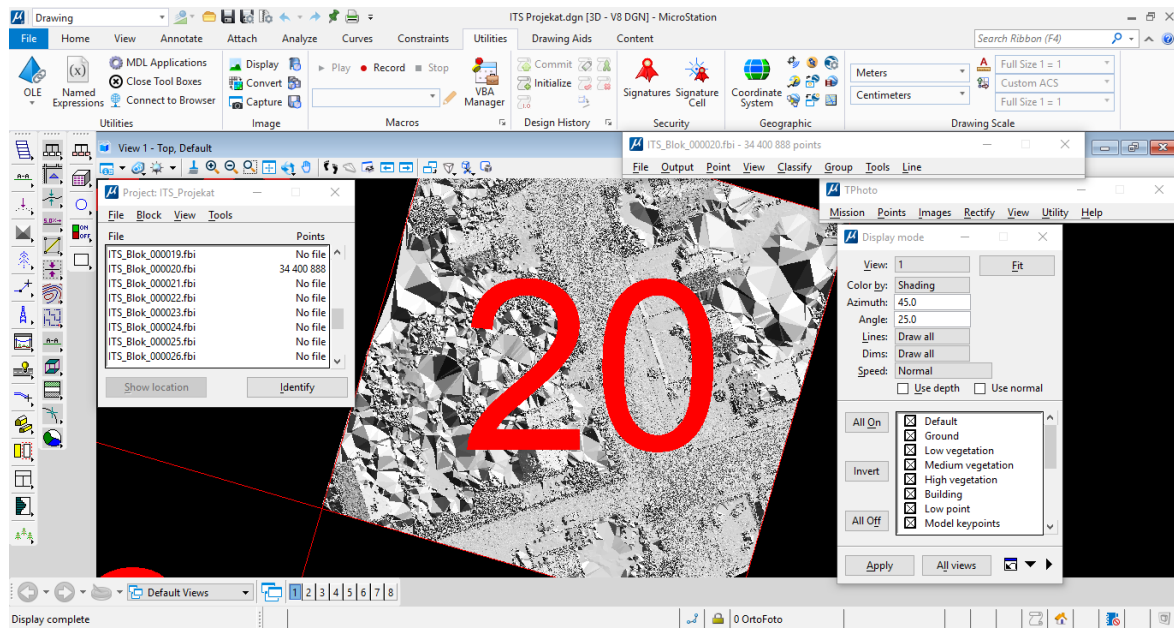 Drawing
ITS Projekat.dgn [3D - V8 DGN] - MicroStation
File Home View Annotate Attach Analyze Curves Constraints Utilities Drawing Aids Content
Search Ribbon (F4)
OLE
Named Expressions
MDL Applications
Close Tool Boxes
Connect to Browser
Utilities
Display
Convert
Capture
Image
Play Record Stop
VBA Manager
Macros
Commit
Initialize
Design History
Signatures
Signature Cell
Security
Coordinate System
Geographic
Meters
Centimeters
Full Size 1 = 1
Custom ACS
Full Size 1 = 1
Drawing Scale
View 1 - Top, Default
ITS_Blok_000020.fbi - 34 400 888 points
File Output Point View Classify Group Tools Line
Project: ITS_Projekat
File Block View Tools
File Points
ITS_Blok_000019.fbi No file
ITS_Blok_000020.fbi 34 400 888
ITS_Blok_000021.fbi No file
ITS_Blok_000022.fbi No file
ITS_Blok_000023.fbi No file
ITS_Blok_000024.fbi No file
ITS_Blok_000025.fbi No file
ITS_Blok_000026.fbi No file
Show location Identify
20
TPhoto
Mission Points Images Rectify View Utility Help
Display mode
View: 1 Fit
Color by: Shading
Azimuth: 45.0
Angle: 25.0
Lines: Draw all
Dims: Draw all
Speed: Normal
Use depth Use normal
All On
Invert
All Off
Default
Ground
Low vegetation
Medium vegetation
High vegetation
Building
Low point
Model keypoints
Apply All views
Default Views 1 2 3 4 5 6 7 8
Display complete
0 OrtoFoto